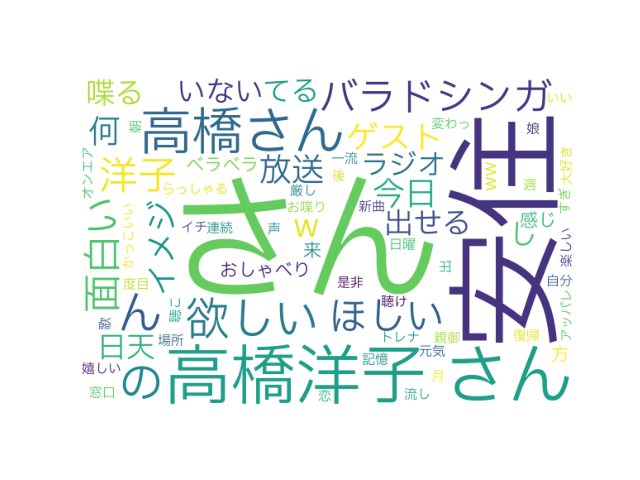 喋る
いない
てる
バラドシンガ
いい
何
朝
高橋さん
ゲスト
変わっ
娘
オンエア
洋子
ベラベラ
放送
一流
ラジオ
安住
ww
大好き
らっしゃる
厳し
後
今日
週
すぎ
面白い
かっこいい
イメジ
お喋り
新曲
出せる
感じ
イチ
連続
声
さん
w
来
日曜
し
楽しい
度目
おしゃべり
是非
自分
聴こ
ん
欲しい
ほしい
聴け
アッパレ
歌
日天
場所
トレナ
親御
復帰
方
嬉しい
の
高橋洋子
記憶
元気
さん
月
窓口
恋
流し